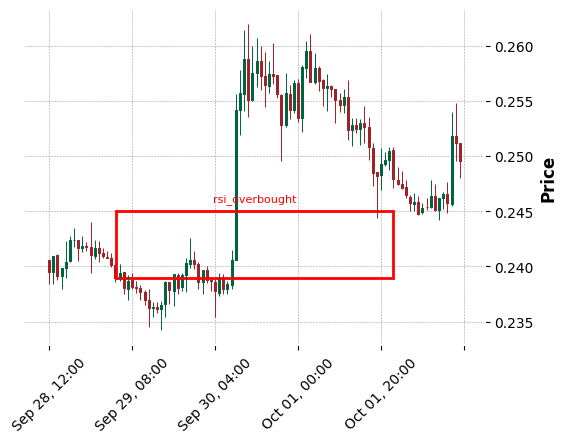 0.260
0.255
0.250
0.245
0.240
0.235
Price
rsi_overbought
Sep 28, 12:00
Sep 29, 08:00
Sep 30, 04:00
Oct 01, 00:00
Oct 01, 20:00